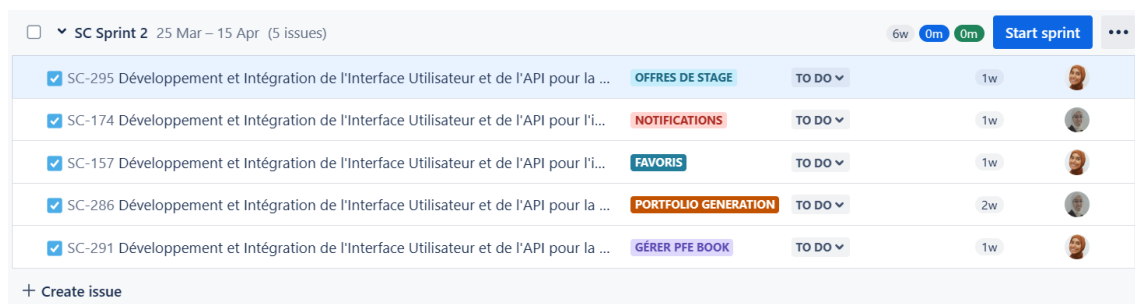 SC Sprint 2 25 Mar – 15 Apr (5 issues) 6w 0m 0m Start sprint
SC-295 Développement et Intégration de l'Interface Utilisateur et de l'API pour la ... OFFRES DE STAGE TO DO 1w
SC-174 Développement et Intégration de l'Interface Utilisateur et de l'API pour l'i... NOTIFICATIONS TO DO 1w
SC-157 Développement et Intégration de l'Interface Utilisateur et de l'API pour l'i... FAVORIS TO DO 1w
SC-286 Développement et Intégration de l'Interface Utilisateur et de l'API pour la ... PORTFOLIO GENERATION TO DO 2w
SC-291 Développement et Intégration de l'Interface Utilisateur et de l'API pour la ... GÉRER PFE BOOK TO DO 1w
+ Create issue